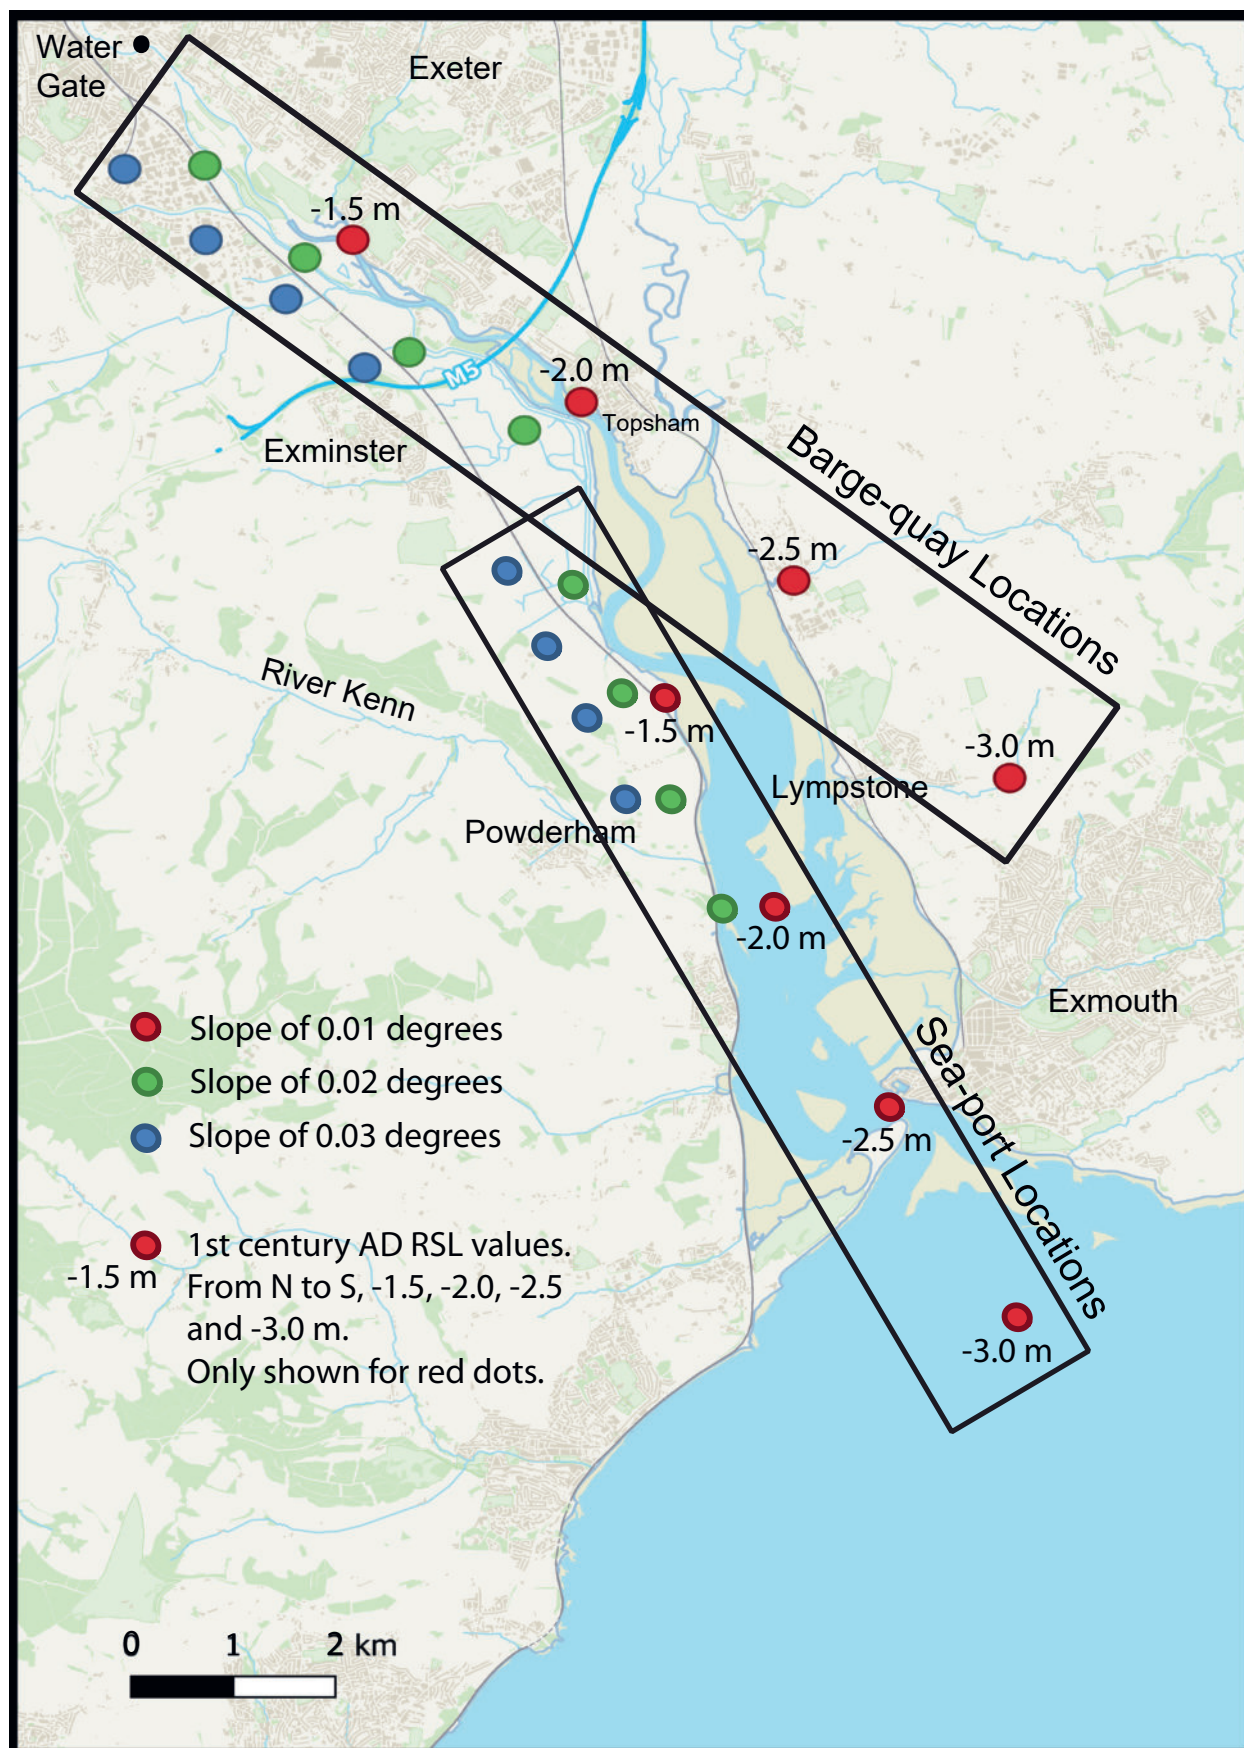 Water
Gate
Exeter
-1.5 m
M5
-2.0 m
Topsham
Exminster
Barge-quay Locations
-2.5 m
River Kenn
-1.5 m
-3.0 m
Lympstone
Powderham
-2.0 m
Exmouth
Sea-port Locations
Slope of 0.01 degrees
Slope of 0.02 degrees
Slope of 0.03 degrees
-2.5 m
1st century AD RSL values.
-1.5 m
From N to S, -1.5, -2.0, -2.5
and -3.0 m.
Only shown for red dots.
-3.0 m
0 1 2 km